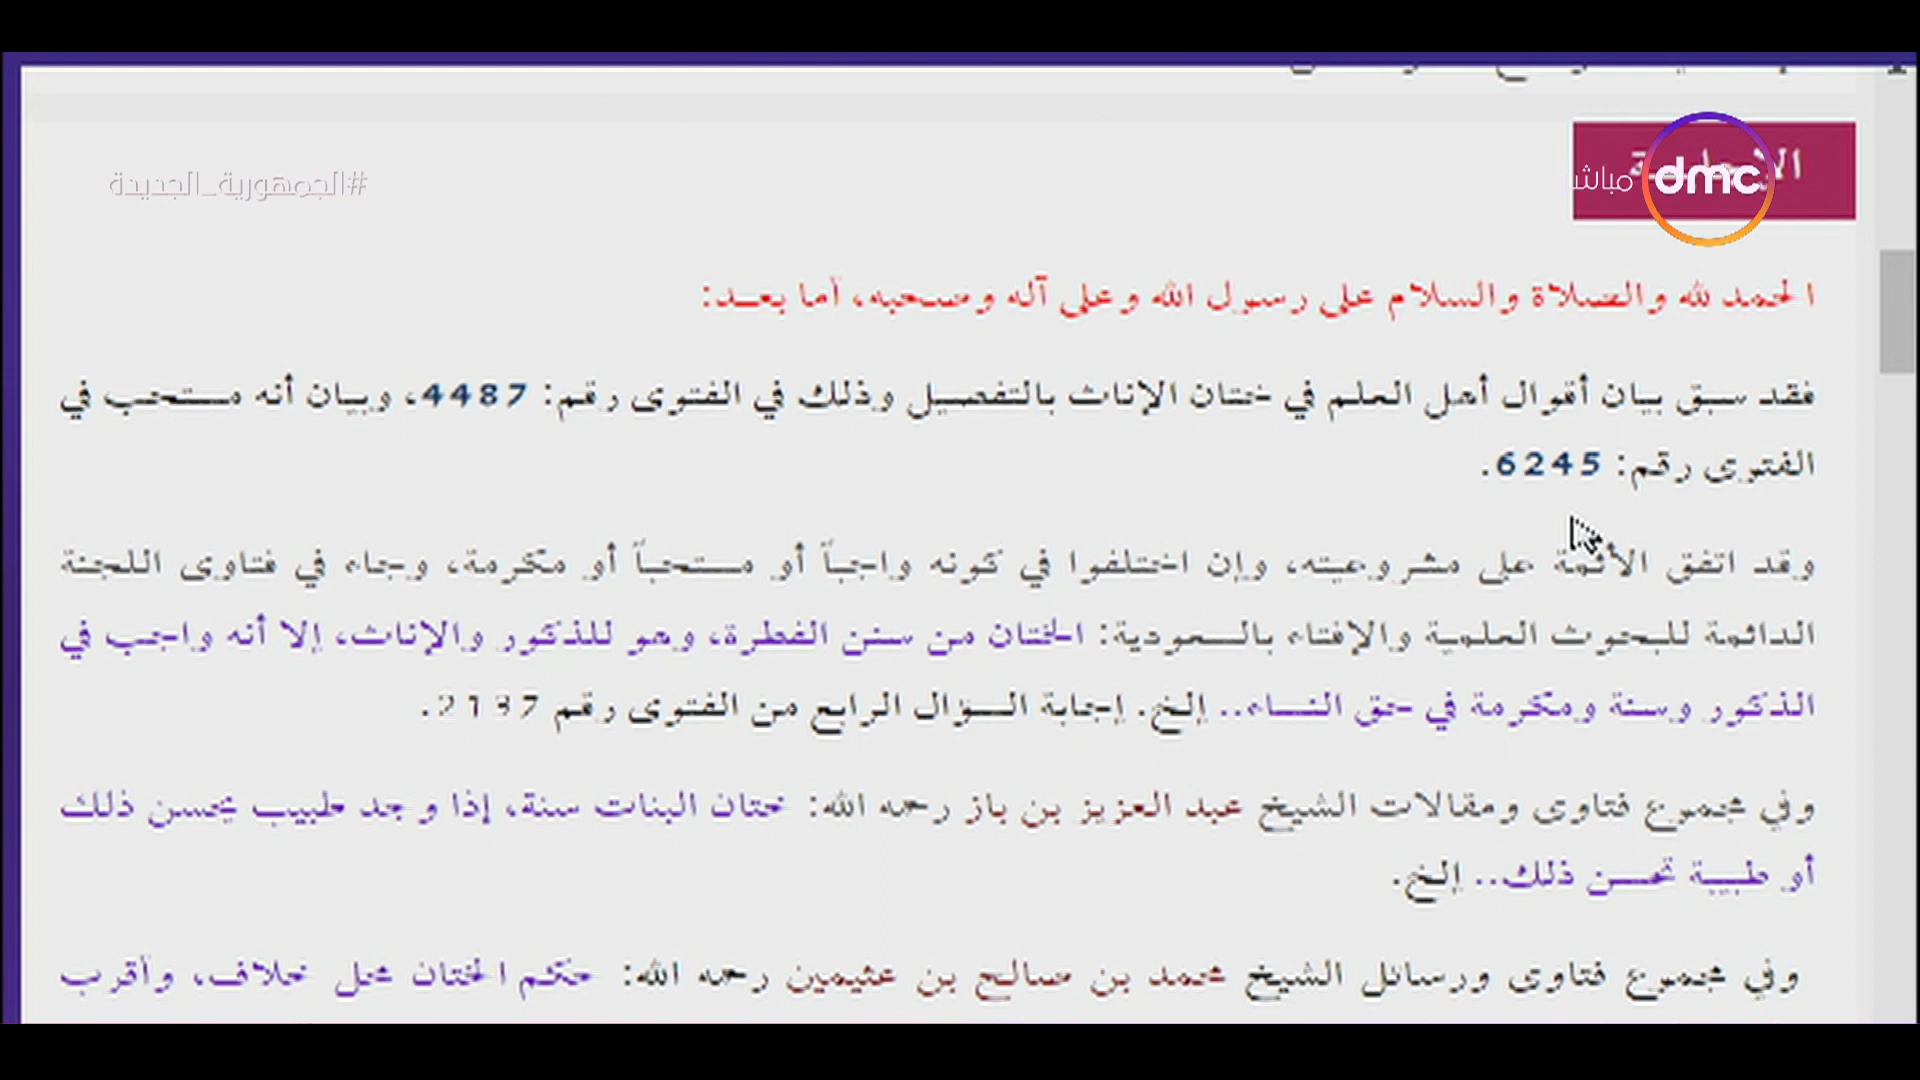 الإجابــة
dmc
مباشر
#الجمهورية_الجديدة
الحمد لله والصلاة والسلام على رسول الله وعلى آله وصحبه، أما بعـد:
فقد سبق بيان أقوال أهل العلم في ختان الإناث بالتفصيل وذلك في الفتوى رقم: 4487، وبيان أنه مستحب في
الفتوى رقم: 6245.
وقد اتفق الأئمة على مشروعيته، وإن اختلفوا في كونه واجباً أو مستحباً أو مكرمة، وجاء في فتاوى اللجنة
الدائمة للبحوث العلمية والإفتاء بالسعودية: الختان من سنن الفطرة، وهو للذكور والإناث، إلا أنه واجب في
الذكور وسنة ومكرمة في حق النساء.. إلخ. إجابة السؤال الرابع من الفتوى رقم 2137.
وفي مجموع فتاوى ومقالات الشيخ عبد العزيز بن باز رحمه الله: ختان البنات سنة، إذا وجد طبيب يحسن ذلك
أو طبيبة تحسن ذلك.. إلخ.
وفي مجموع فتاوى ورسائل الشيخ محمد بن صالح بن عثيمين رحمه الله: حكم الختان محل خلاف، وأقرب